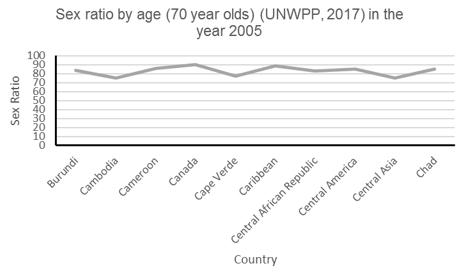 Sex ratio by age (70 year olds) (UNWPP, 2017) in the
year 2005
100
90
80
70
60
50
40
30
20
10
0
Sex Ratio
Burundi
Cambodia
Cameroon
Canada
Cape Verde
Caribbean
Central African Republic
Central America
Central Asia
Chad
Country